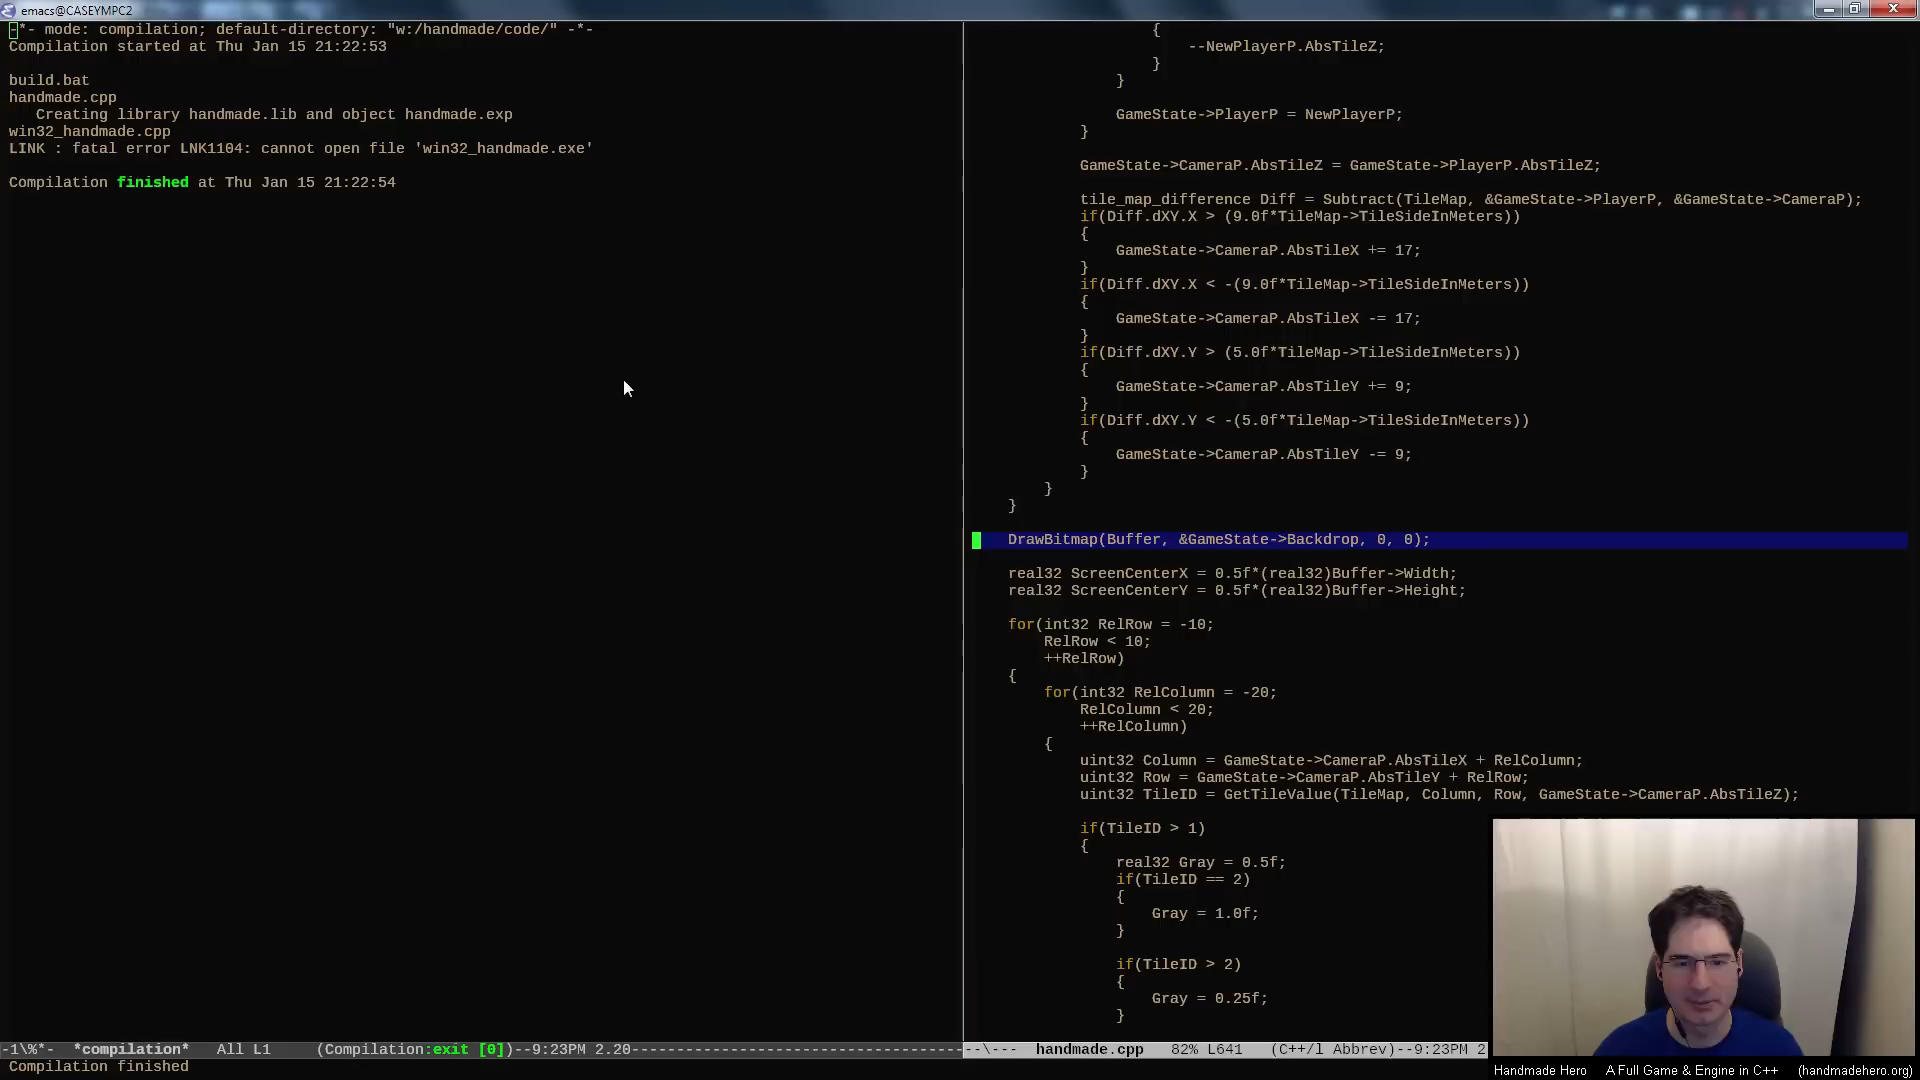 emacs@CASEYMPC2
-*- mode: compilation; default-directory: "w:/handmade/code/" -*-
Compilation started at Thu Jan 15 21:22:53
build.bat
handmade.cpp
Creating library handmade.lib and object handmade.exp
win32_handmade.cpp
LINK : fatal error LNK1104: cannot open file 'win32_handmade.exe'
Compilation finished at Thu Jan 15 21:22:54
-1\%*-  *compilation*   All L1     (Compilation:exit [0])--9:23PM 2.20-----------------------------------------
Compilation finished
{
--NewPlayerP.AbsTileZ;
}
}
GameState->PlayerP = NewPlayerP;
}
GameState->CameraP.AbsTileZ = GameState->PlayerP.AbsTileZ;
tile_map_difference Diff = Subtract(TileMap, &GameState->PlayerP, &GameState->CameraP);
if(Diff.dXY.X > (9.0f*TileMap->TileSideInMeters))
{
GameState->CameraP.AbsTileX += 17;
}
if(Diff.dXY.X < -(9.0f*TileMap->TileSideInMeters))
{
GameState->CameraP.AbsTileX -= 17;
}
if(Diff.dXY.Y > (5.0f*TileMap->TileSideInMeters))
{
GameState->CameraP.AbsTileY += 9;
}
if(Diff.dXY.Y < -(5.0f*TileMap->TileSideInMeters))
{
GameState->CameraP.AbsTileY -= 9;
}
}
}
DrawBitmap(Buffer, &GameState->Backdrop, 0, 0);
real32 ScreenCenterX = 0.5f*(real32)Buffer->Width;
real32 ScreenCenterY = 0.5f*(real32)Buffer->Height;
for(int32 RelRow = -10;
RelRow < 10;
++RelRow)
{
for(int32 RelColumn = -20;
RelColumn < 20;
++RelColumn)
{
uint32 Column = GameState->CameraP.AbsTileX + RelColumn;
uint32 Row = GameState->CameraP.AbsTileY + RelRow;
uint32 TileID = GetTileValue(TileMap, Column, Row, GameState->CameraP.AbsTileZ);
if(TileID > 1)
{
real32 Gray = 0.5f;
if(TileID == 2)
{
Gray = 1.0f;
}
if(TileID > 2)
{
Gray = 0.25f;
}
--\---  handmade.cpp   82% L641   (C++/l Abbrev)--9:23PM 2
Handmade Hero   A Full Game & Engine in C++   (handmadehero.org)